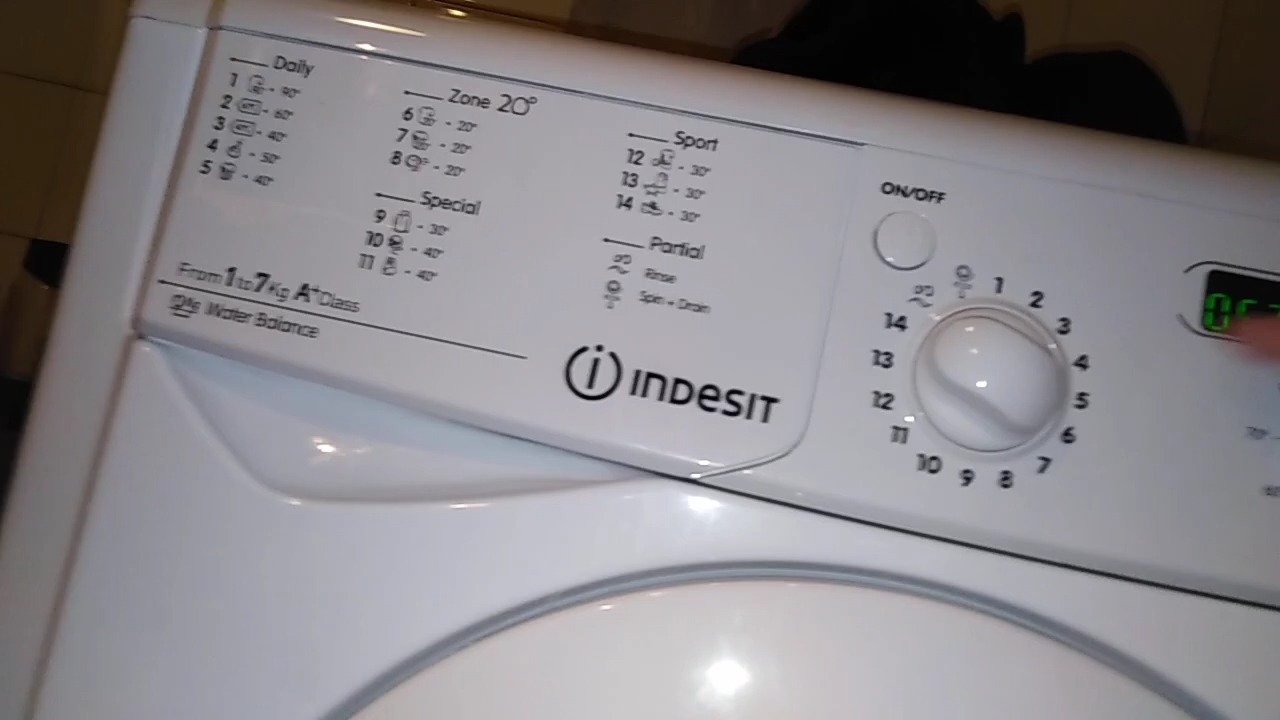 Daily
1 - 90°
2 - 60°
3 - 40°
4 - 50°
5 - 40°
Zone 20°
6 - 20°
7 - 20°
8 - 20°
Special
9 - 30°
10 - 40°
11 - 40°
Sport
12 - 30°
13 - 30°
14 - 30°
Partial
Rinse
Spin + Drain
From 1 to 7Kg A+ Class
Water Balance
INDESIT
ON/OFF
1
2
3
4
5
6
7
8
9
10
11
12
13
14
70°